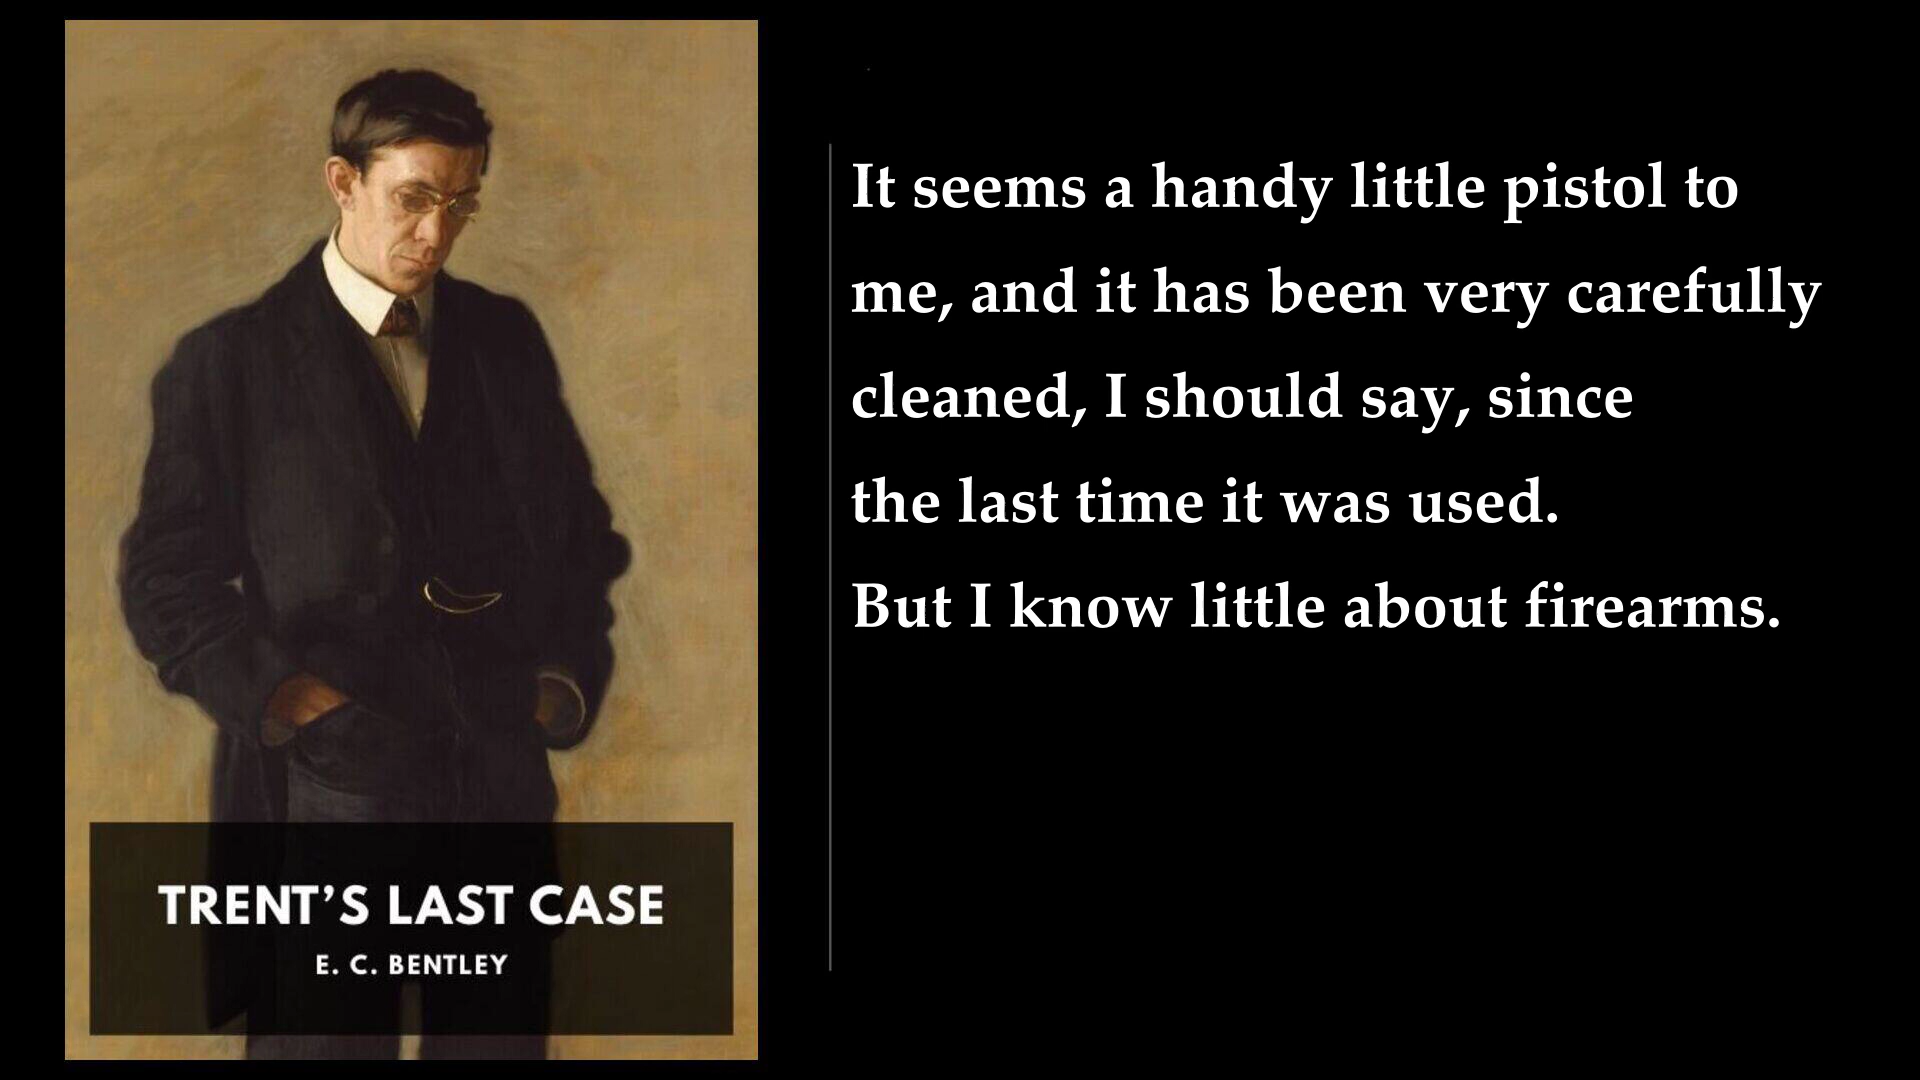 It seems a handy little pistol to
me, and it has been very carefully
cleaned, I should say, since
the last time it was used.
But I know little about firearms.
TRENT’S LAST CASE
E. C. BENTLEY